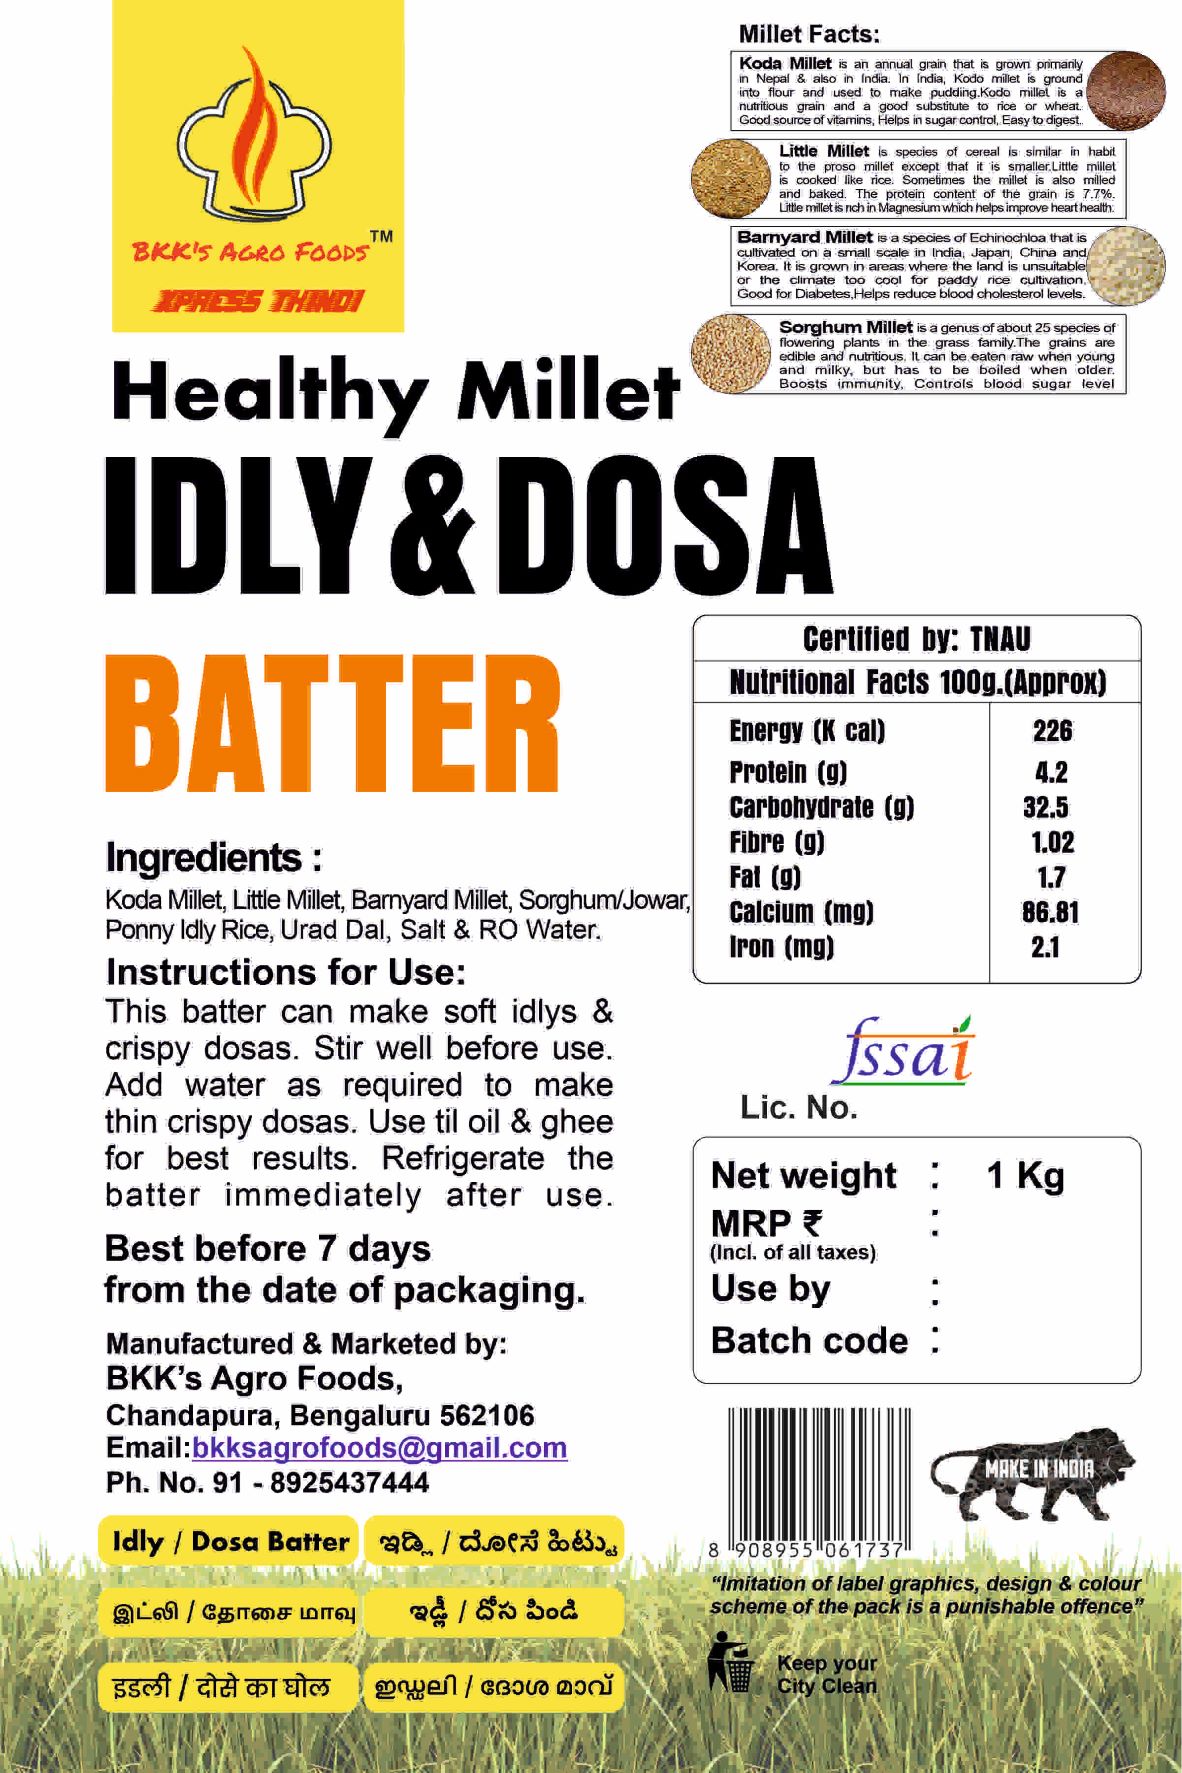 BKK's Agro Foods TM
XPRESS THINDI
Millet Facts:
Koda Millet is an annual grain that is grown primarily
in Nepal & also in India. In India, Kodo millet is ground
into flour and used to make pudding.Kodo millet is a
nutritious grain and a good substitute to rice or wheat.
Good source of vitamins, Helps in sugar control, Easy to digest.
Little Millet is species of cereal is similar in habit
to the proso millet except that it is smaller.Little millet
is cooked like rice. Sometimes the millet is also milled
and baked. The protein content of the grain is 7.7%.
Little millet is rich in Magnesium which helps improve heart health.
Barnyard Millet is a species of Echinochloa that is
cultivated on a small scale in India, Japan, China and
Korea. It is grown in areas where the land is unsuitable
or the climate too cool for paddy rice cultivation.
Good for Diabetes,Helps reduce blood cholesterol levels.
Sorghum Millet is a genus of about 25 species of
flowering plants in the grass family.The grains are
edible and nutritious. It can be eaten raw when young
and milky, but has to be boiled when older.
Boosts immunity, Controls blood sugar level
Healthy Millet
IDLY & DOSA
BATTER
Certified by: TNAU
Nutritional Facts 100g.(Approx)
Energy (K cal) 226
Protein (g) 4.2
Carbohydrate (g) 32.5
Fibre (g) 1.02
Fat (g) 1.7
Calcium (mg) 86.81
Iron (mg) 2.1
Ingredients :
Koda Millet, Little Millet, Barnyard Millet, Sorghum/Jowar,
Ponny Idly Rice, Urad Dal, Salt & RO Water.
Instructions for Use:
This batter can make soft idlys &
crispy dosas. Stir well before use.
Add water as required to make
thin crispy dosas. Use til oil & ghee
for best results. Refrigerate the
batter immediately after use.
Best before 7 days
from the date of packaging.
Manufactured & Marketed by:
BKK's Agro Foods,
Chandapura, Bengaluru 562106
Email:bkksagrofoods@gmail.com
Ph. No. 91 - 8925437444
fssai
Lic. No.
Net weight : 1 Kg
MRP ₹ :
(Incl. of all taxes)
Use by :
Batch code :
8 908955 061737
MAKE IN INDIA
"Imitation of label graphics, design & colour
scheme of the pack is a punishable offence"
Keep your
City Clean
Idly / Dosa Batter
ಇಡ್ಲಿ / ದೋಸೆ ಹಿಟ್ಟು
இட்லி / தோசை மாவு
ఇడ్లీ / దోస పిండి
इडली / दोसे का घोल
ഇഡ്ഡലി / ദോശ മാവ്